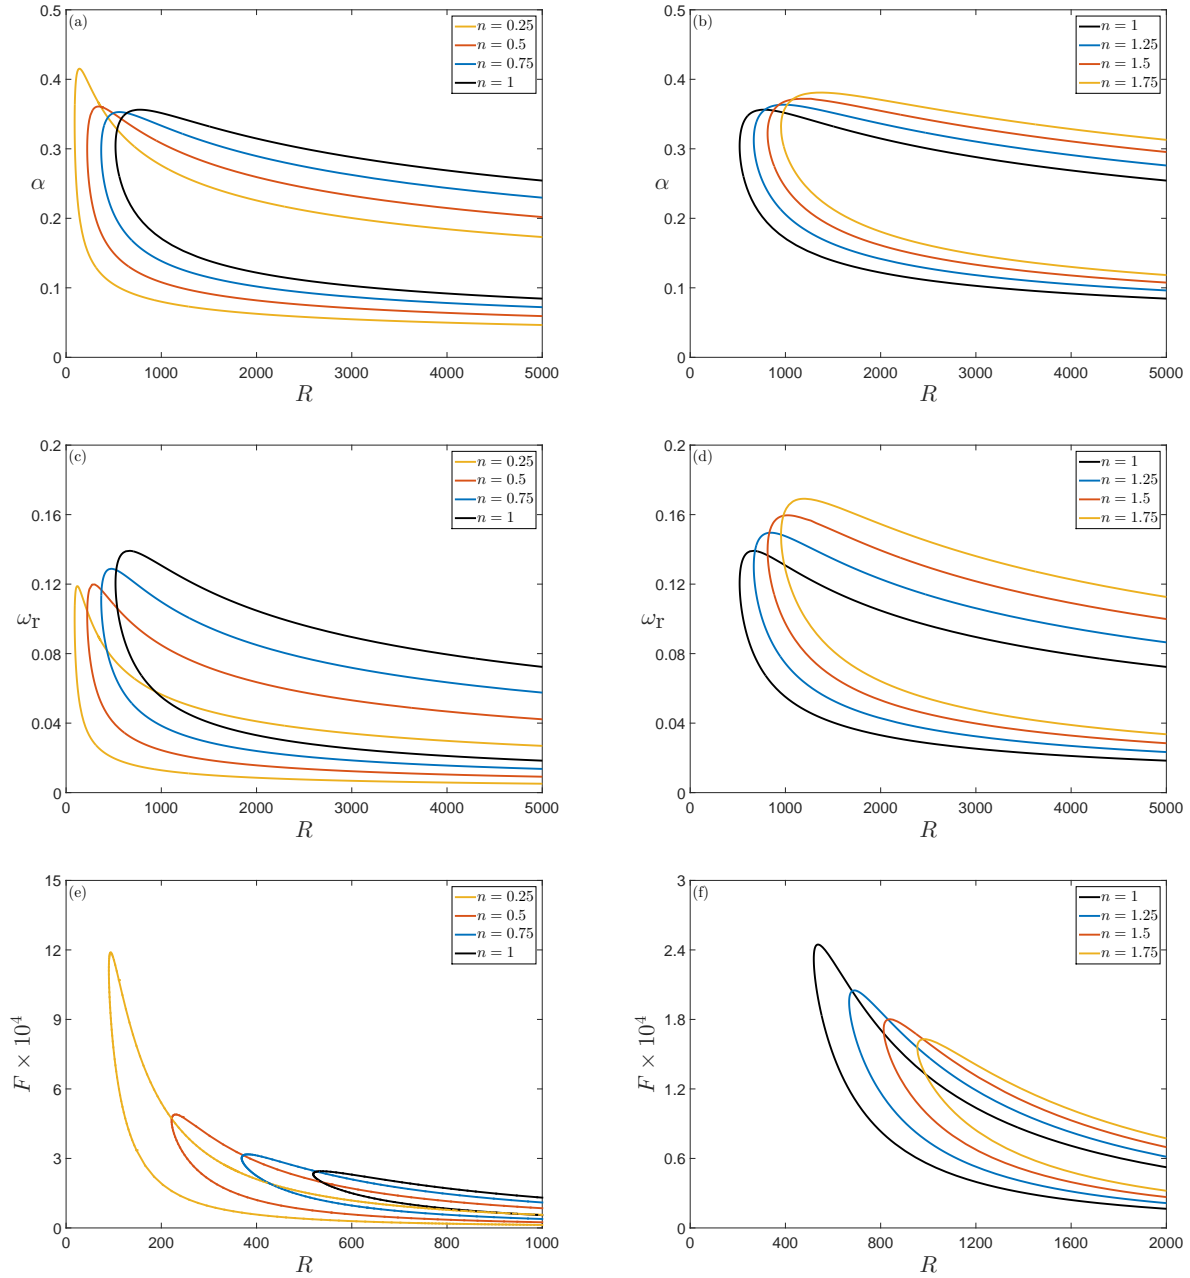 (a)
n = 0.25
n = 0.5
n = 0.75
n = 1
0.5
0.4
0.3
0.2
0.1
0
α
0 1000 2000 3000 4000 5000
R
(b)
n = 1
n = 1.25
n = 1.5
n = 1.75
0.5
0.4
0.3
0.2
0.1
0
α
0 1000 2000 3000 4000 5000
R
(c)
n = 0.25
n = 0.5
n = 0.75
n = 1
0.2
0.16
0.12
0.08
0.04
0
ωr
0 1000 2000 3000 4000 5000
R
(d)
n = 1
n = 1.25
n = 1.5
n = 1.75
0.2
0.16
0.12
0.08
0.04
0
ωr
0 1000 2000 3000 4000 5000
R
(e)
n = 0.25
n = 0.5
n = 0.75
n = 1
15
12
9
6
3
0
F × 10⁴
0 200 400 600 800 1000
R
(f)
n = 1
n = 1.25
n = 1.5
n = 1.75
3
2.4
1.8
1.2
0.6
0
F × 10⁴
0 400 800 1200 1600 2000
R